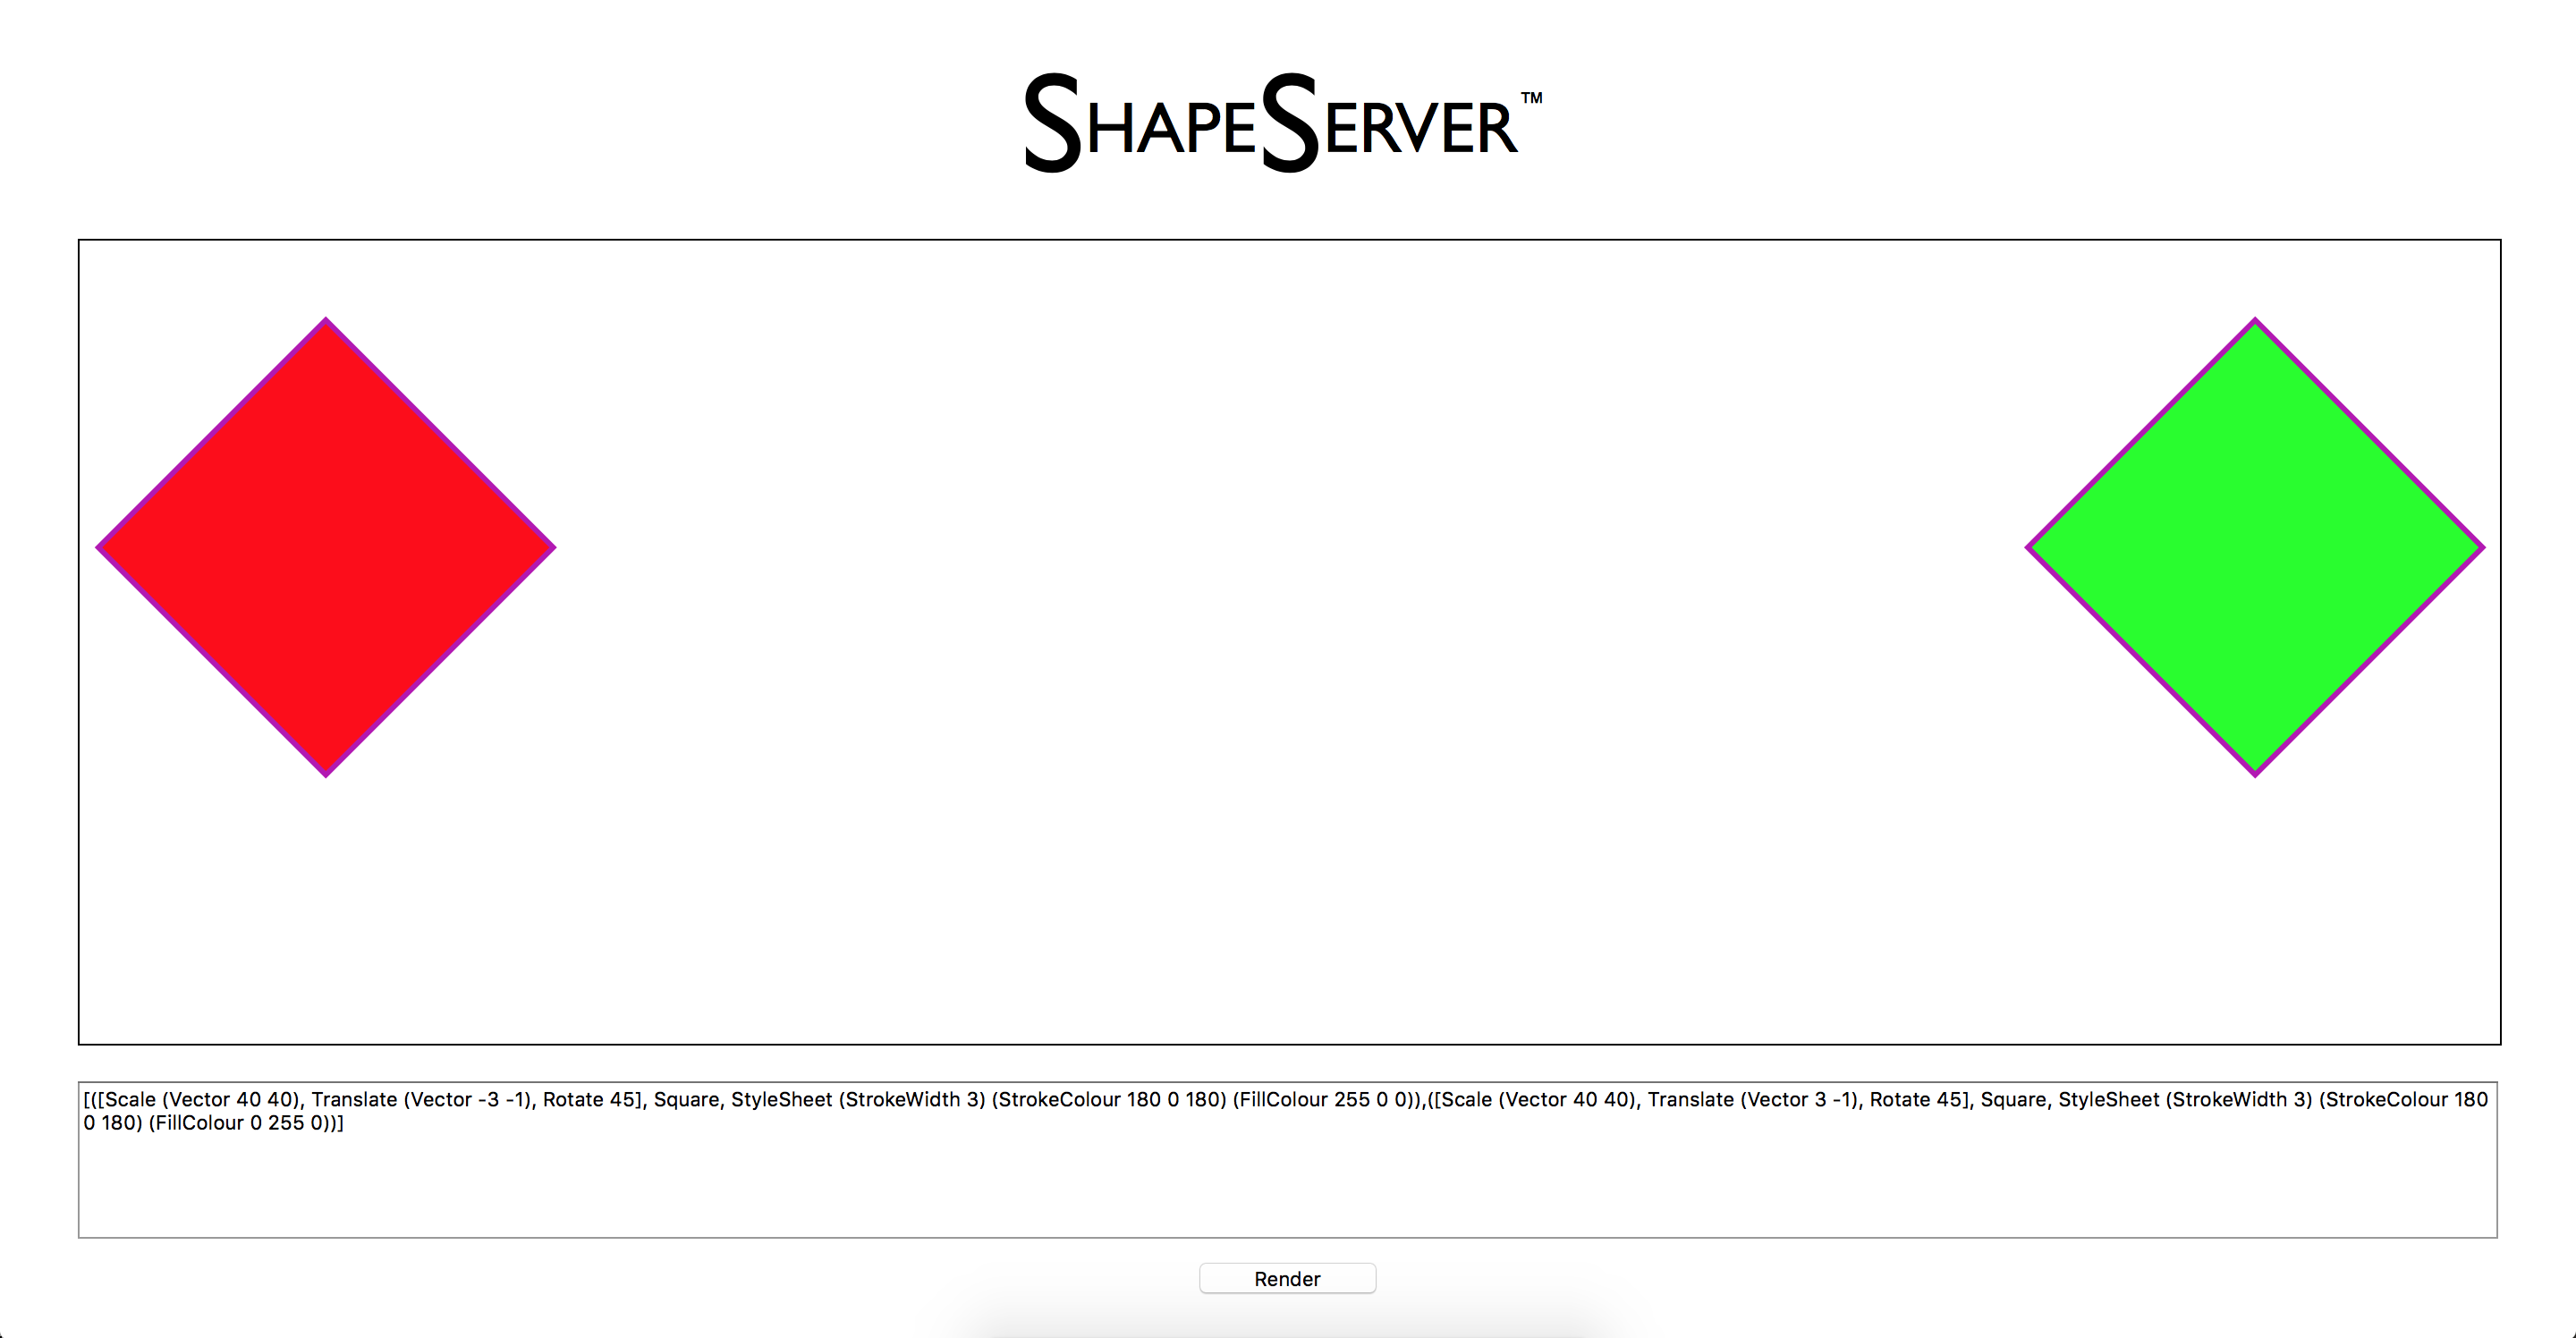 SHAPESERVER™
[([Scale (Vector 40 40), Translate (Vector -3 -1), Rotate 45], Square, StyleSheet (StrokeWidth 3) (StrokeColour 180 0 180) (FillColour 255 0 0)),([Scale (Vector 40 40), Translate (Vector 3 -1), Rotate 45], Square, StyleSheet (StrokeWidth 3) (StrokeColour 180
0 180) (FillColour 0 255 0))]
Render